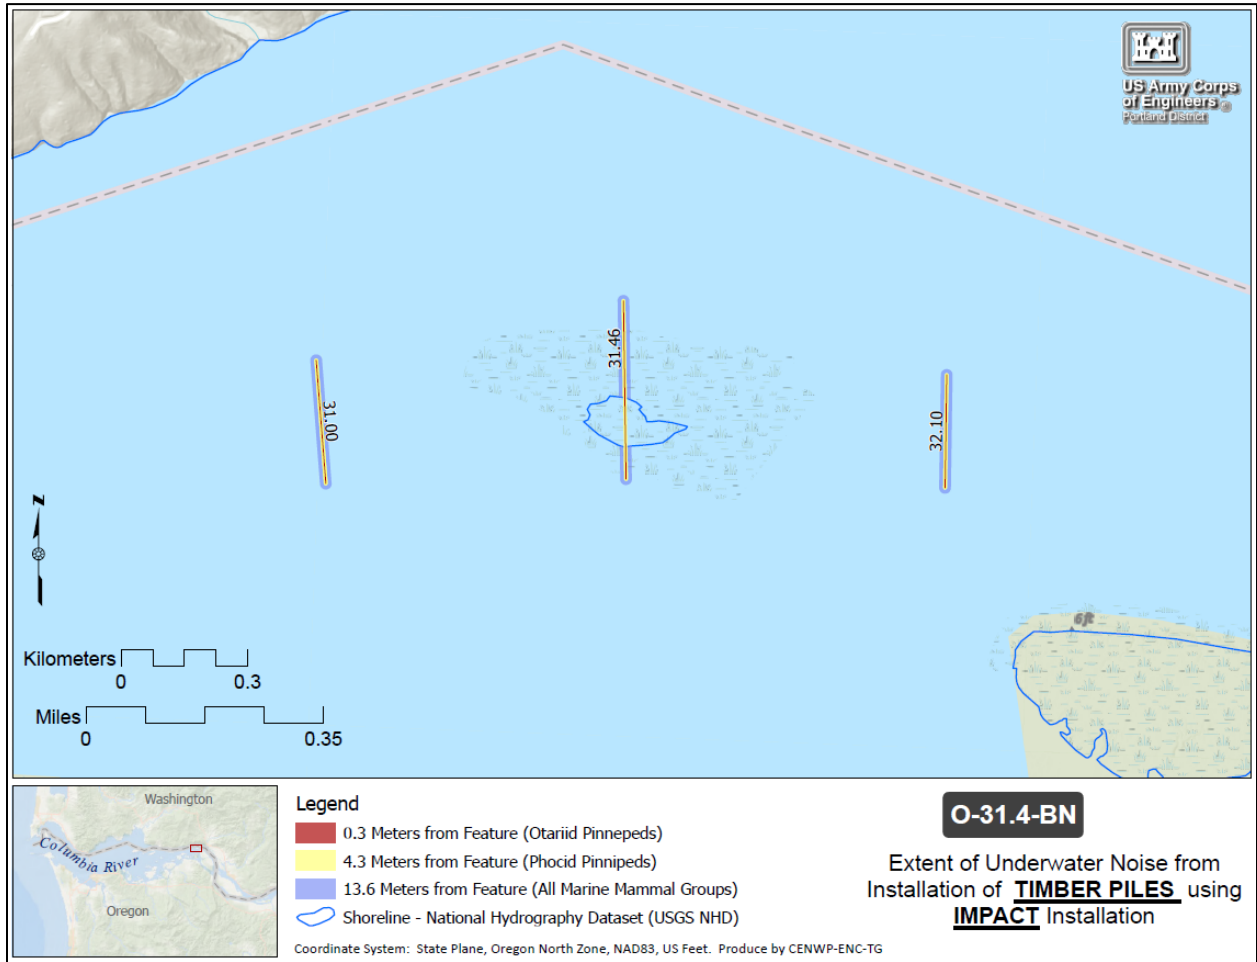 US Army Corps
of Engineers®
Portland District
31.46
31.00
32.10
N
6ft
Kilometers
0 0.3
Miles
0 0.35
Washington
Columbia River
Oregon
Legend
0.3 Meters from Feature (Otariid Pinnepeds)
4.3 Meters from Feature (Phocid Pinnipeds)
13.6 Meters from Feature (All Marine Mammal Groups)
Shoreline - National Hydrography Dataset (USGS NHD)
Coordinate System: State Plane, Oregon North Zone, NAD83, US Feet. Produce by CENWP-ENC-TG
O-31.4-BN
Extent of Underwater Noise from
Installation of TIMBER PILES using
IMPACT Installation